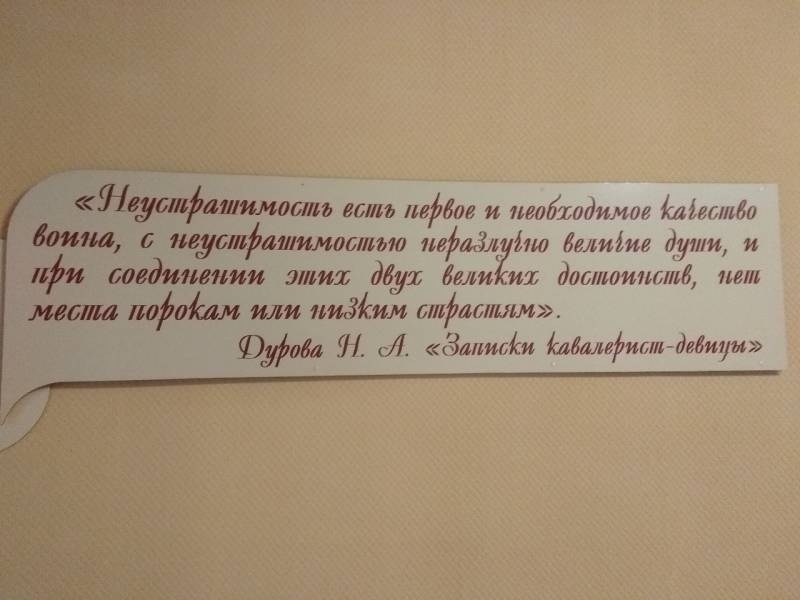 «Неустрашимость есть первое и необходимое качество
воина, с неустрашимостью неразлучно величие души, и
при соединении этих двух великих достоинств, нет
места порокам или низким страстям».
Дурова Н. А. «Записки кавалерист-девицы»